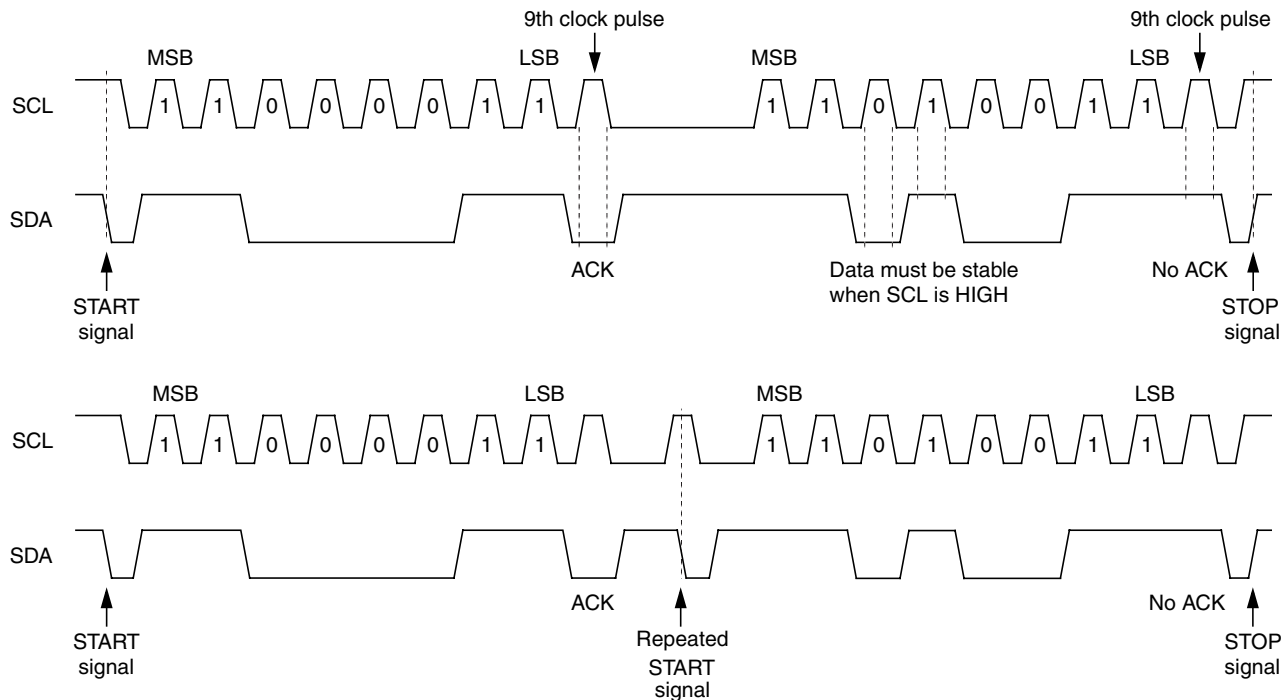 9th clock pulse 9th clock pulse
MSB LSB MSB LSB
SCL 1 1 0 0 0 0 1 1 1 1 0 1 0 0 1 1
SDA
ACK Data must be stable No ACK
when SCL is HIGH
START STOP
signal signal
MSB LSB MSB LSB
SCL 1 1 0 0 0 0 1 1 1 1 0 1 0 0 1 1
SDA
ACK No ACK
START Repeated STOP
signal START signal
signal